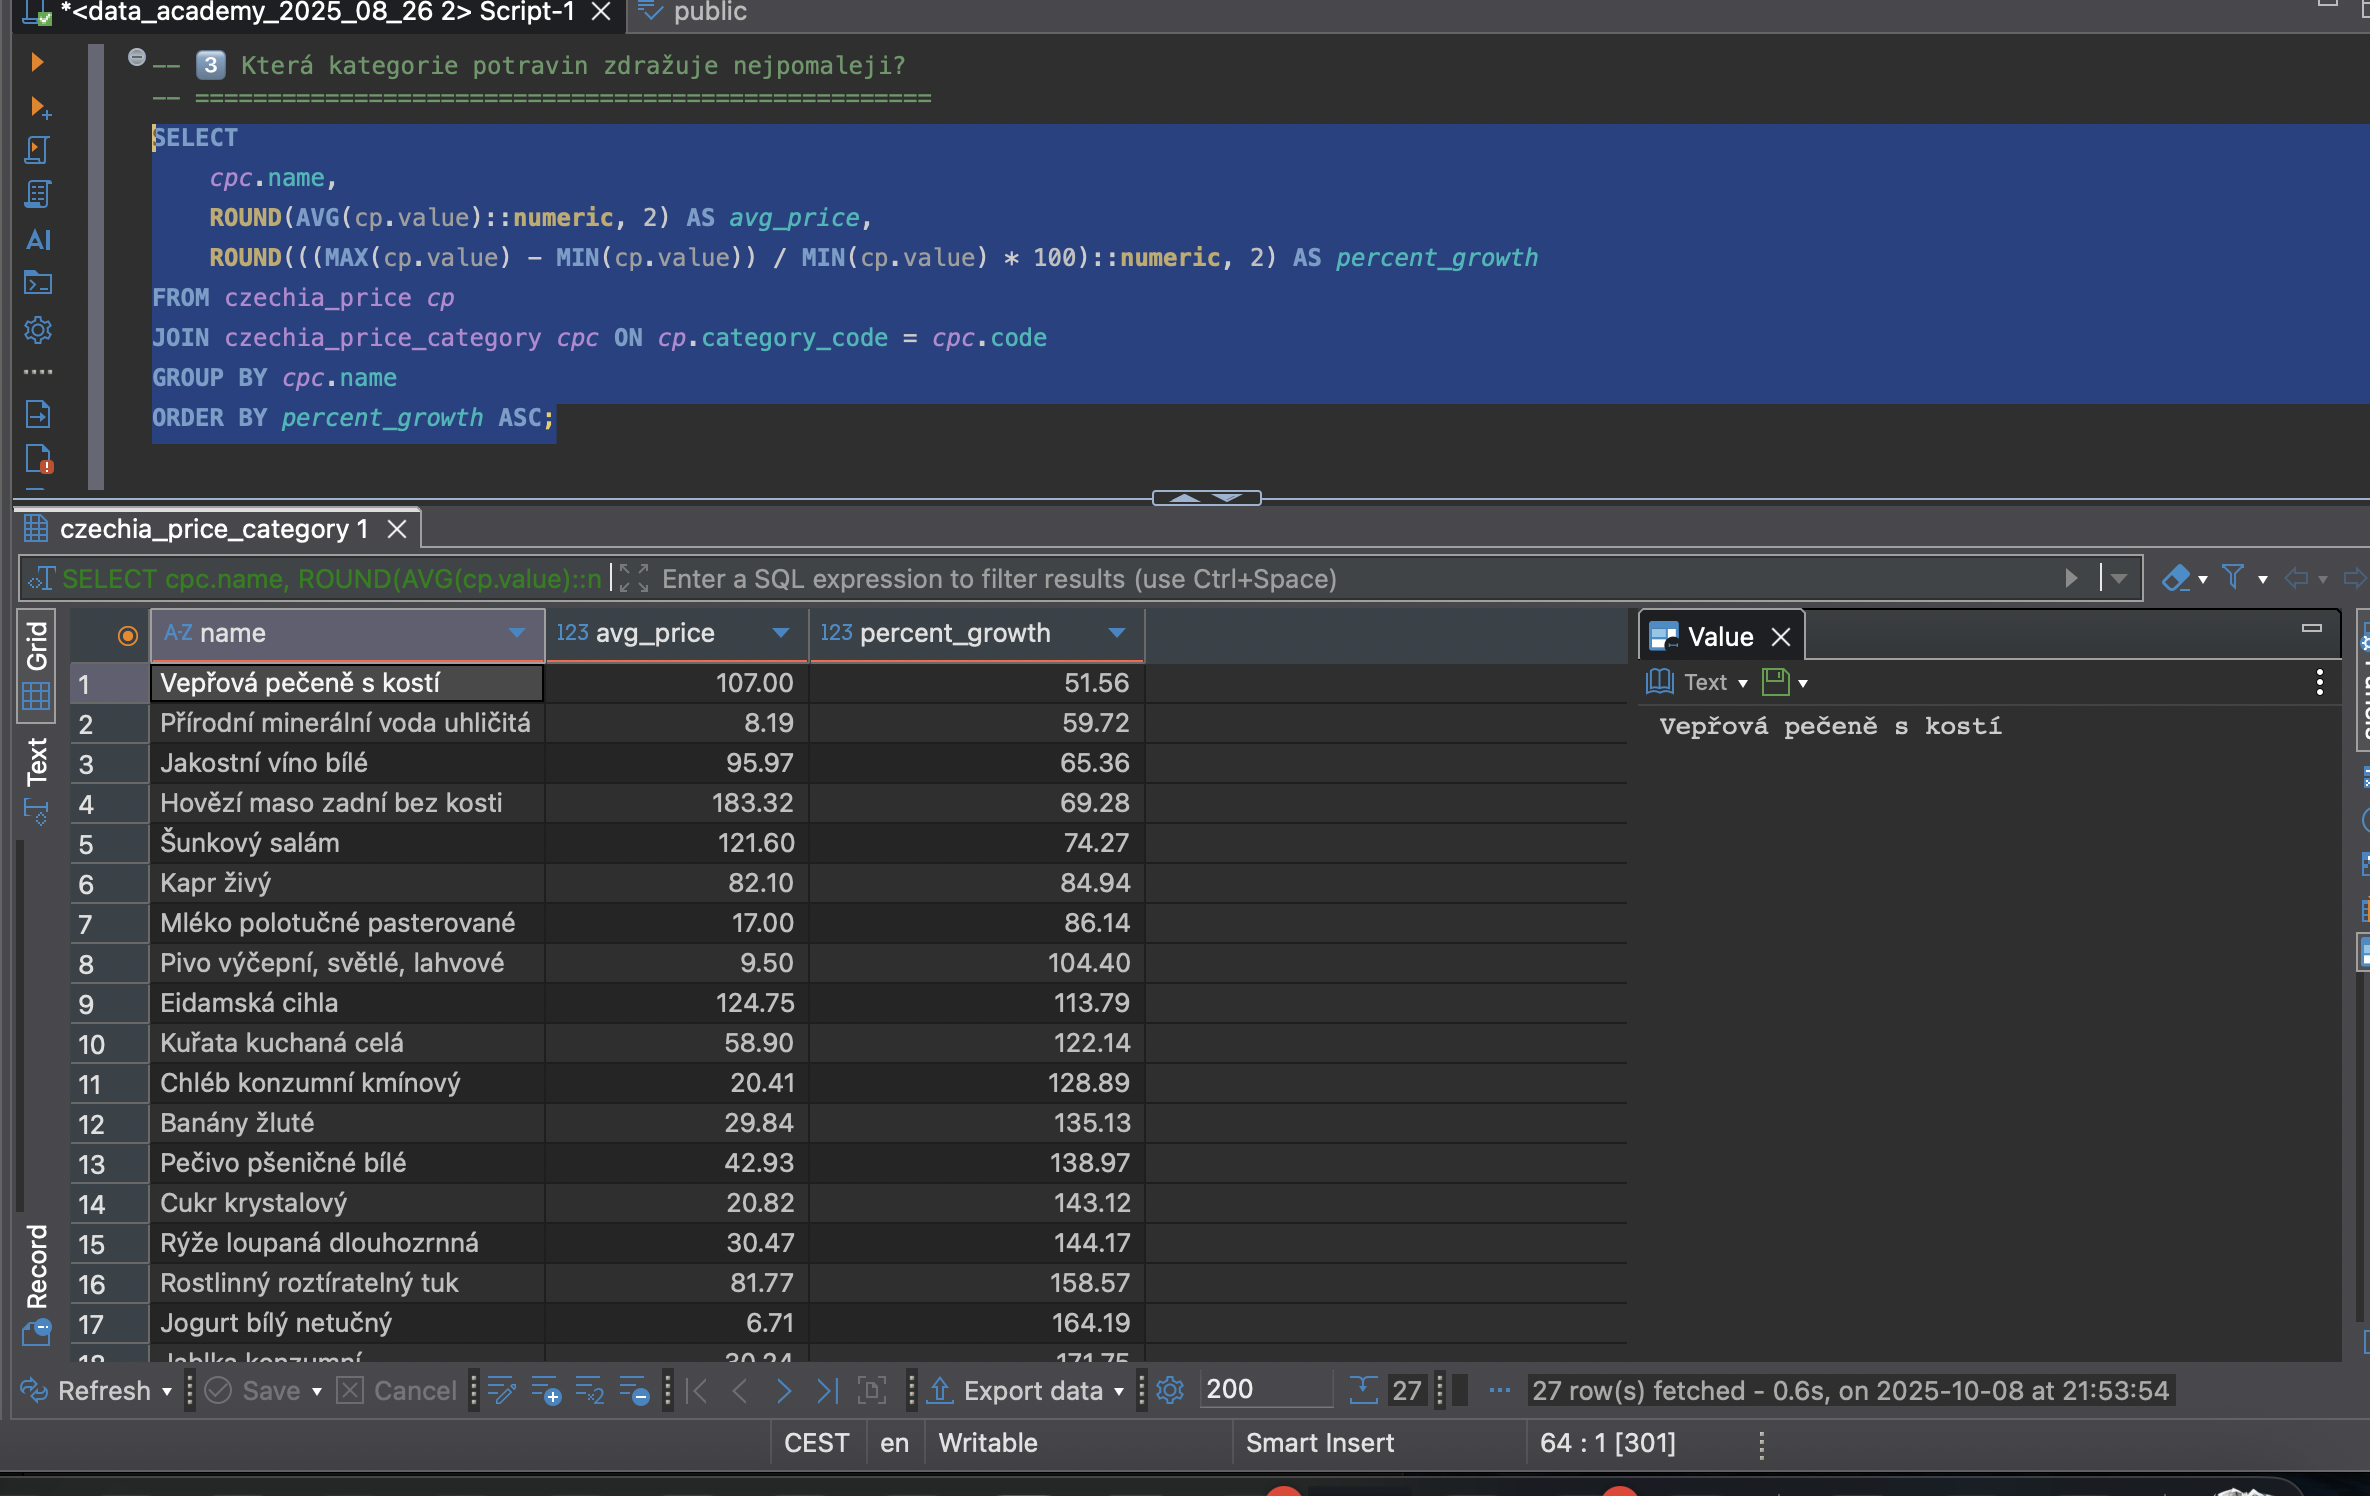 *<data_academy_2025_08_26 2> Script-1
public
-- 3 Která kategorie potravin zdražuje nejpomaleji?
-- ===================================================
SELECT
cpc.name,
ROUND(AVG(cp.value)::numeric, 2) AS avg_price,
ROUND(((MAX(cp.value) - MIN(cp.value)) / MIN(cp.value) * 100)::numeric, 2) AS percent_growth
FROM czechia_price cp
JOIN czechia_price_category cpc ON cp.category_code = cpc.code
GROUP BY cpc.name
ORDER BY percent_growth ASC;
AI
czechia_price_category 1
SELECT cpc.name, ROUND(AVG(cp.value)::n
Enter a SQL expression to filter results (use Ctrl+Space)
Grid
Text
Record
A-Z name 123 avg_price 123 percent_growth
1 Vepřová pečeně s kostí 107.00 51.56
2 Přírodní minerální voda uhličitá 8.19 59.72
3 Jakostní víno bílé 95.97 65.36
4 Hovězí maso zadní bez kosti 183.32 69.28
5 Šunkový salám 121.60 74.27
6 Kapr živý 82.10 84.94
7 Mléko polotučné pasterované 17.00 86.14
8 Pivo výčepní, světlé, lahvové 9.50 104.40
9 Eidamská cihla 124.75 113.79
10 Kuřata kuchaná celá 58.90 122.14
11 Chléb konzumní kmínový 20.41 128.89
12 Banány žluté 29.84 135.13
13 Pečivo pšeničné bílé 42.93 138.97
14 Cukr krystalový 20.82 143.12
15 Rýže loupaná dlouhozrnná 30.47 144.17
16 Rostlinný roztíratelný tuk 81.77 158.57
17 Jogurt bílý netučný 6.71 164.19
18 Jablka konzumní 30.24 171.75
Value
Text
Vepřová pečeně s kostí
Refresh Save Cancel Export data 200 27 ... 27 row(s) fetched - 0.6s, on 2025-10-08 at 21:53:54
CEST en Writable Smart Insert 64 : 1 [301]